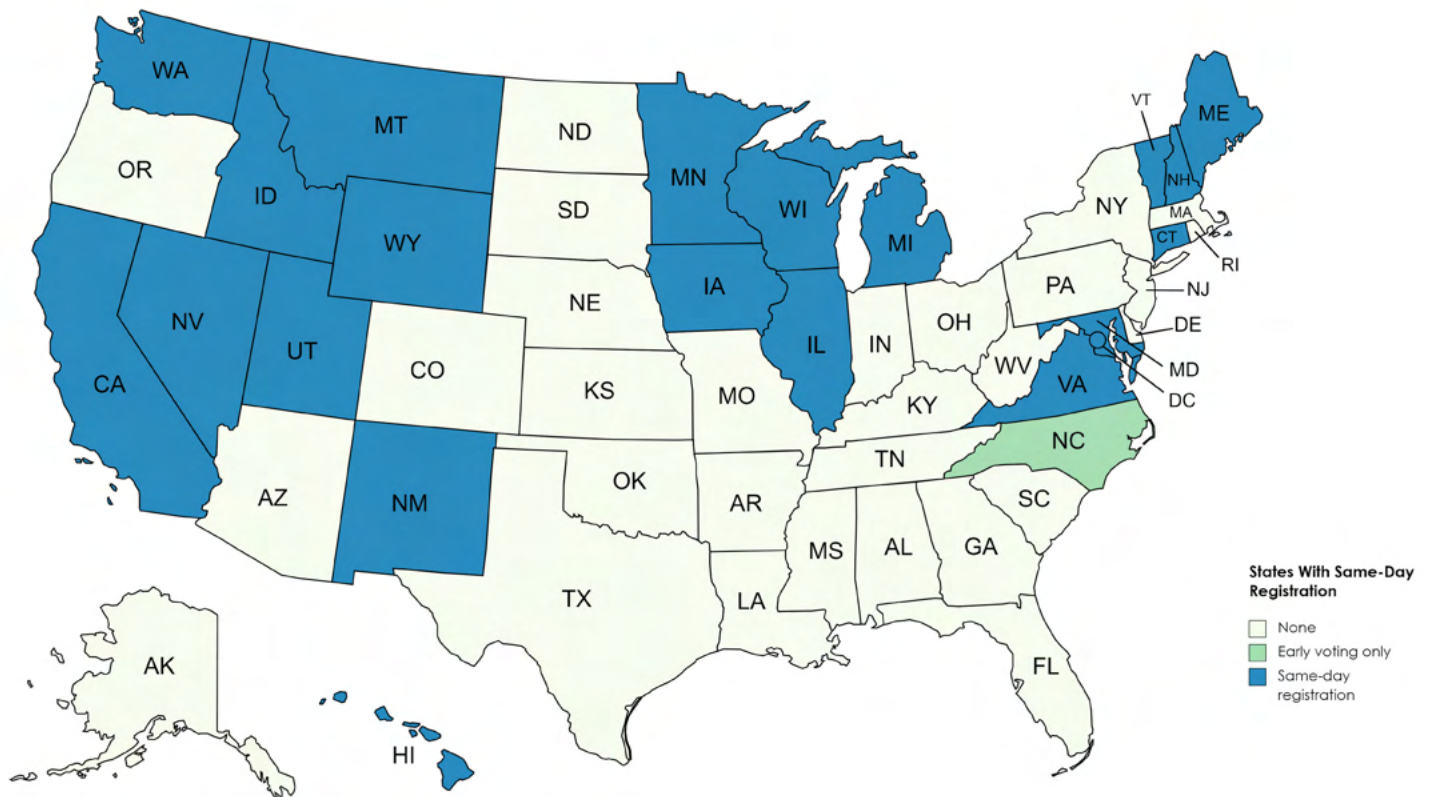 WA
MT
ND
MN
VT
ME
OR
ID
SD
WI
NH
NY
MA
WY
MI
CT
RI
IA
NE
PA
NJ
NV
UT
IL
IN
OH
DE
CA
CO
WV
MD
KS
MO
VA
DC
KY
NC
TN
AZ
NM
OK
AR
SC
MS
AL
GA
TX
LA
AK
FL
HI
States With Same-Day
Registration
None
Early voting only
Same-day
registration